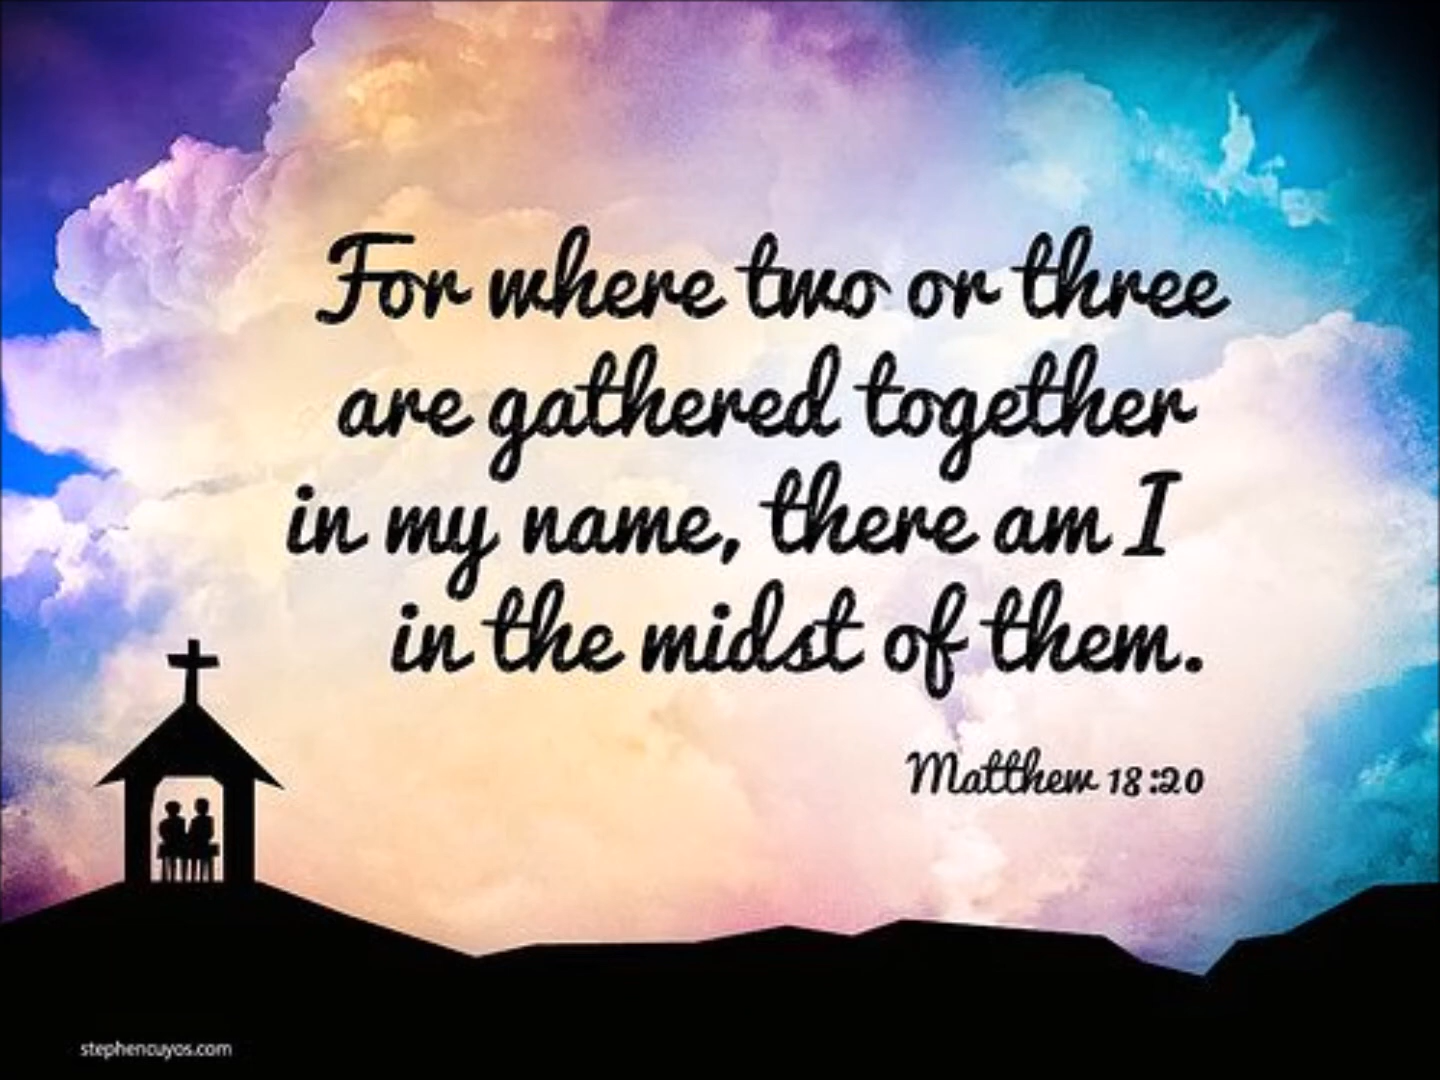 For where two or three
are gathered together
in my name, there am I
in the midst of them.
Matthew 18:20
stephencuyos.com